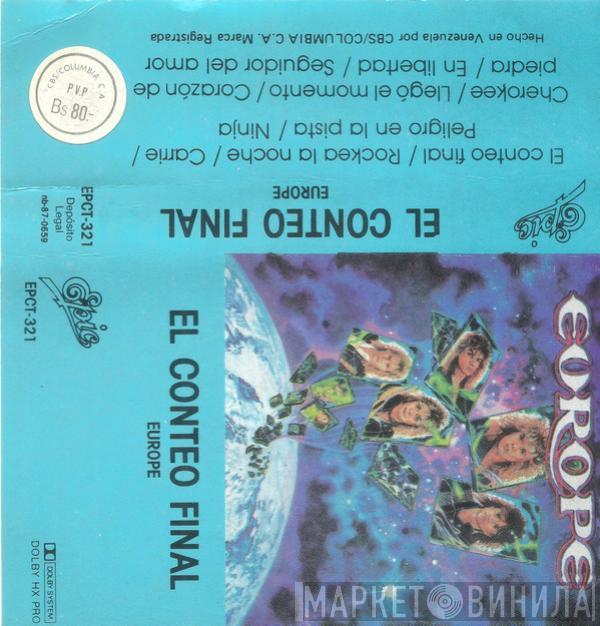 El conteo final / Rockea la noche / Carrie /
Peligro en la pista / Ninja
Cherokee / Llegó el momento / Corazón de
piedra / En libertad / Seguidor del amor
Hecho en Venezuela por CBS/COLUMBIA C.A. Marca Registrada
CBS/COLUMBIA C.A
P.V.P
Bs 80.-
Epic
EL CONTEO FINAL
EUROPE
EPCT-321
Depósito
Legal
nb-87-0659
Epic
EPCT-321
EL CONTEO FINAL
EUROPE
DOLBY SYSTEM
DOLBY HX PRO
EUROPE
МАРКЕТ ВИНИЛА